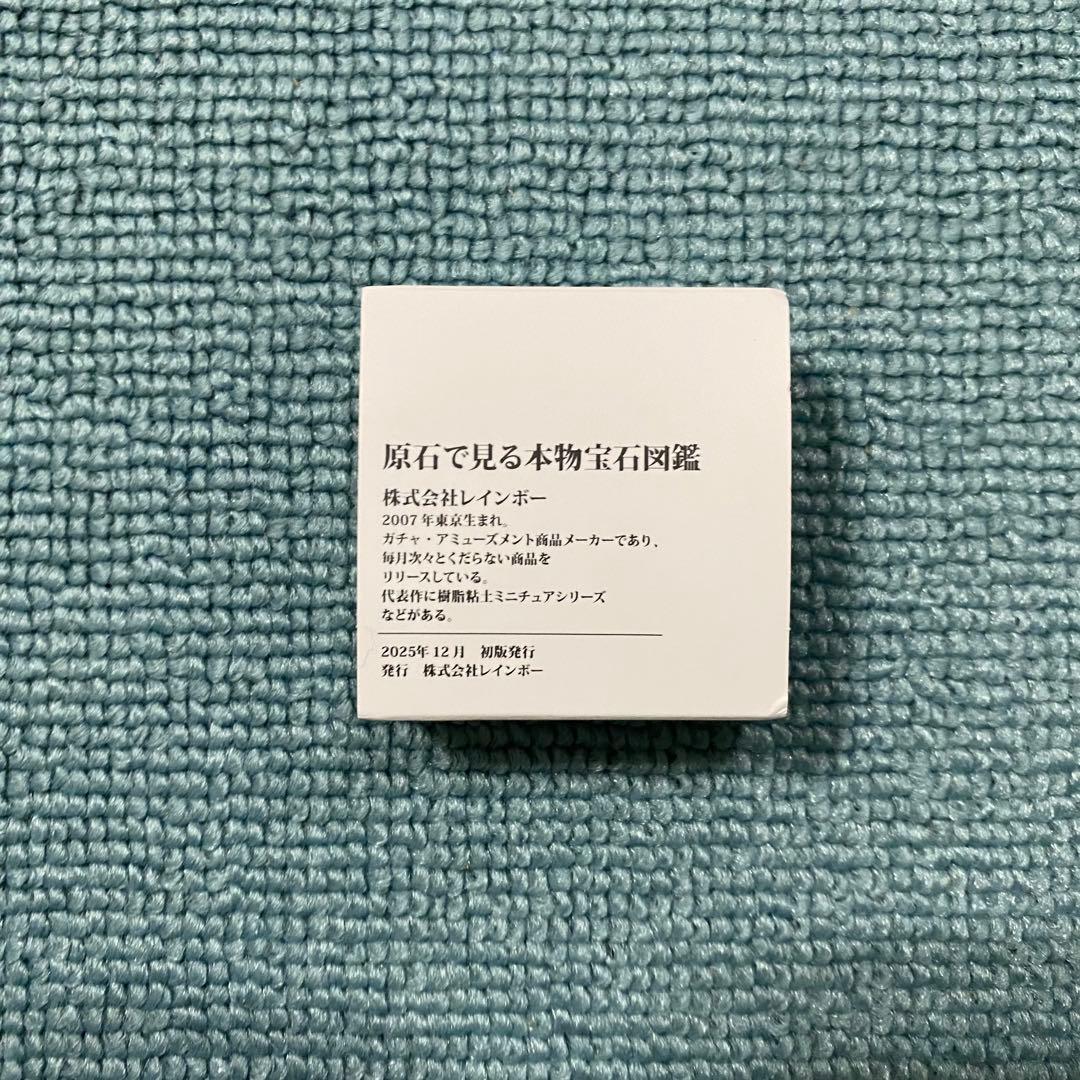 原石で見る本物宝石図鑑
株式会社レインボー
2007年東京生まれ。
ガチャ・アミューズメント商品メーカーであり、
毎月次々とくだらない商品を
リリースしている。
代表作に樹脂粘土ミニチュアシリーズ
などがある。
2025年12月 初版発行
発行 株式会社レインボー